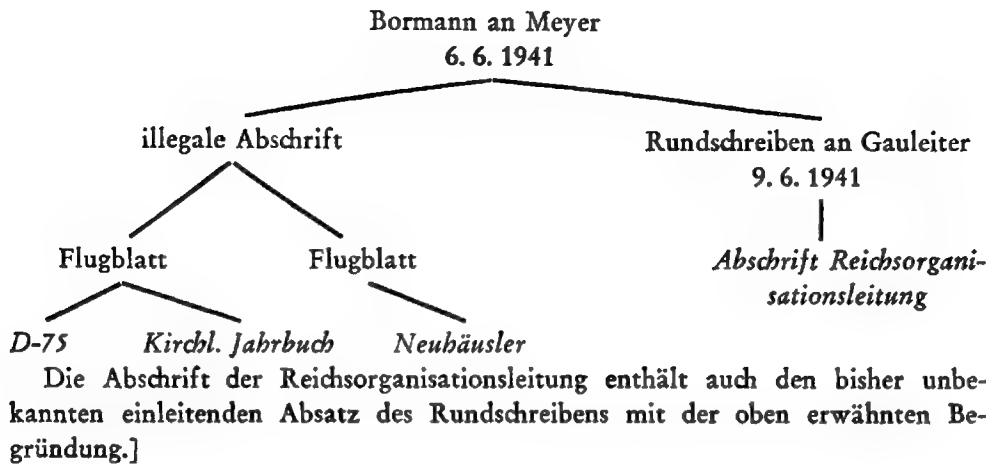 Bormann an Meyer
6. 6. 1941
illegale Abschrift
Rundschreiben an Gauleiter
9. 6. 1941
Flugblatt
Flugblatt
Abschrift Reichsorgani-
sationsleitung
D-75
Kirchl. Jahrbuch
Neuhäusler
Die Abschrift der Reichsorganisationsleitung enthält auch den bisher unbe-
kannten einleitenden Absatz des Rundschreibens mit der oben erwähnten Be-
gründung.]